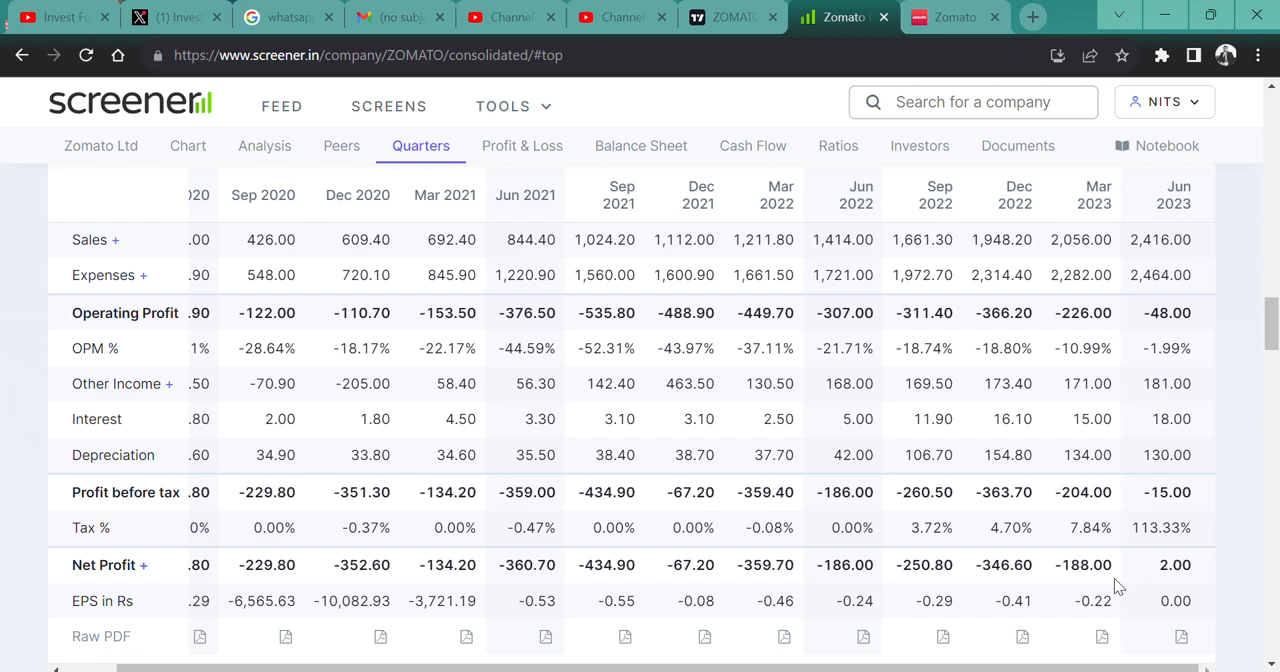 Invest Fo
(1) Invest
whatsap
(no subj
Channel
Channel
ZOMATO
Zomato
Zomato
https://www.screener.in/company/ZOMATO/consolidated/#top
screener
FEED SCREENS TOOLS
Search for a company
NITS
Zomato Ltd Chart Analysis Peers Quarters Profit & Loss Balance Sheet Cash Flow Ratios Investors Documents Notebook
020 Sep 2020 Dec 2020 Mar 2021 Jun 2021 Sep 2021 Dec 2021 Mar 2022 Jun 2022 Sep 2022 Dec 2022 Mar 2023 Jun 2023
Sales + .00 426.00 609.40 692.40 844.40 1,024.20 1,112.00 1,211.80 1,414.00 1,661.30 1,948.20 2,056.00 2,416.00
Expenses + .90 548.00 720.10 845.90 1,220.90 1,560.00 1,600.90 1,661.50 1,721.00 1,972.70 2,314.40 2,282.00 2,464.00
Operating Profit .90 -122.00 -110.70 -153.50 -376.50 -535.80 -488.90 -449.70 -307.00 -311.40 -366.20 -226.00 -48.00
OPM % 1% -28.64% -18.17% -22.17% -44.59% -52.31% -43.97% -37.11% -21.71% -18.74% -18.80% -10.99% -1.99%
Other Income + .50 -70.90 -205.00 58.40 56.30 142.40 463.50 130.50 168.00 169.50 173.40 171.00 181.00
Interest .80 2.00 1.80 4.50 3.30 3.10 3.10 2.50 5.00 11.90 16.10 15.00 18.00
Depreciation .60 34.90 33.80 34.60 35.50 38.40 38.70 37.70 42.00 106.70 154.80 134.00 130.00
Profit before tax .80 -229.80 -351.30 -134.20 -359.00 -434.90 -67.20 -359.40 -186.00 -260.50 -363.70 -204.00 -15.00
Tax % 0% 0.00% -0.37% 0.00% -0.47% 0.00% 0.00% -0.08% 0.00% 3.72% 4.70% 7.84% 113.33%
Net Profit + .80 -229.80 -352.60 -134.20 -360.70 -434.90 -67.20 -359.70 -186.00 -250.80 -346.60 -188.00 2.00
EPS in Rs .29 -6,565.63 -10,082.93 -3,721.19 -0.53 -0.55 -0.08 -0.46 -0.24 -0.29 -0.41 -0.22 0.00
Raw PDF